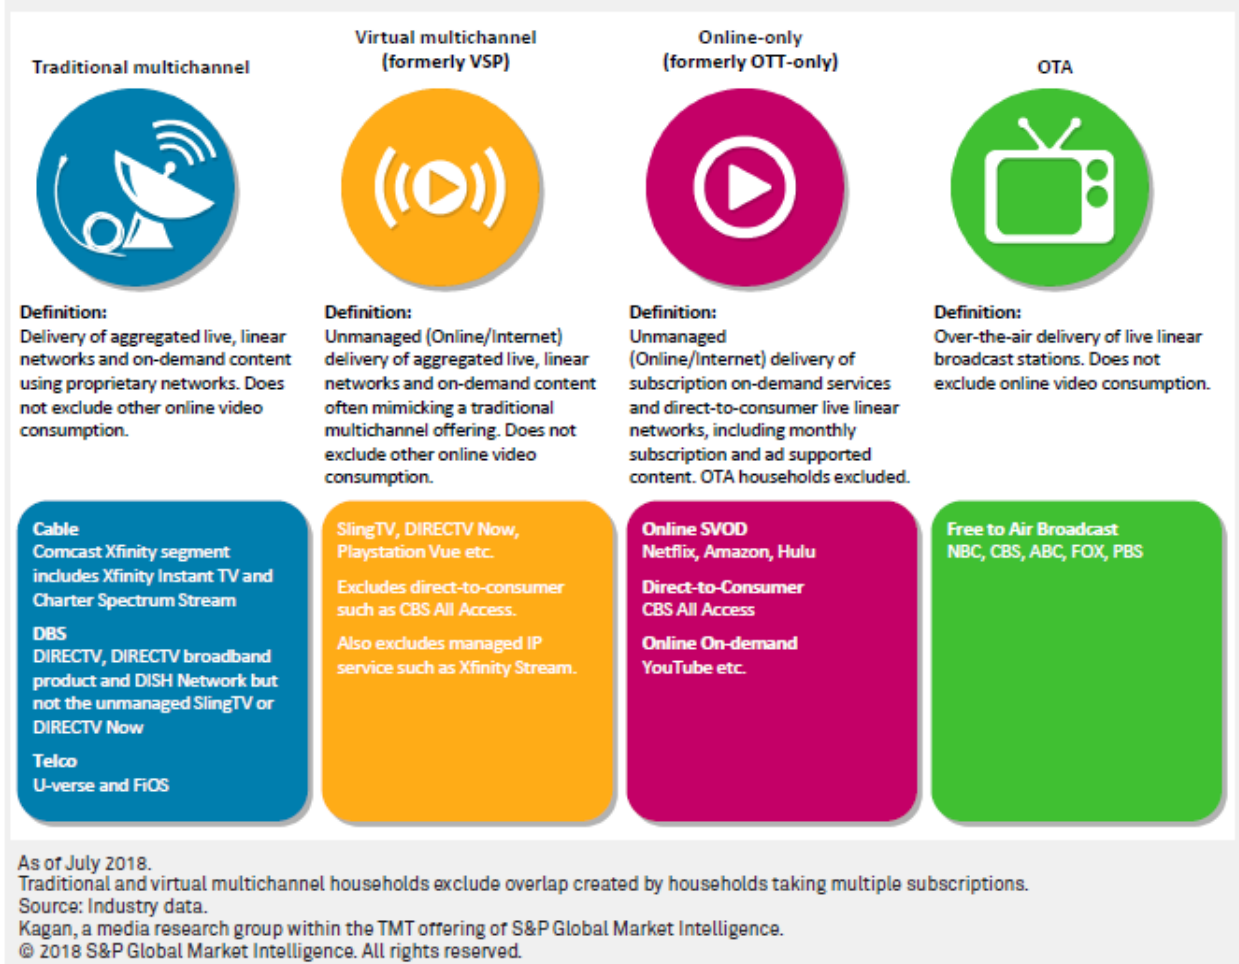 Traditional multichannel
Virtual multichannel
(formerly VSP)
Online-only
(formerly OTT-only)
OTA
Definition:
Delivery of aggregated live, linear
networks and on-demand content
using proprietary networks. Does
not exclude other online video
consumption.
Definition:
Unmanaged (Online/Internet)
delivery of aggregated live, linear
networks and on-demand content
often mimicking a traditional
multichannel offering. Does not
exclude other online video
consumption.
Definition:
Unmanaged
(Online/Internet) delivery of
subscription on-demand services
and direct-to-consumer live linear
networks, including monthly
subscription and ad supported
content. OTA households excluded.
Definition:
Over-the-air delivery of live linear
broadcast stations. Does not
exclude online video consumption.
Cable
Comcast Xfinity segment
includes Xfinity Instant TV and
Charter Spectrum Stream
DBS
DIRECTV, DIRECTV broadband
product and DISH Network but
not the unmanaged SlingTV or
DIRECTV Now
Telco
U-verse and FiOS
SlingTV, DIRECTV Now,
Playstation Vue etc.
Excludes direct-to-consumer
such as CBS All Access.
Also excludes managed IP
service such as Xfinity Stream.
Online SVOD
Netflix, Amazon, Hulu
Direct-to-Consumer
CBS All Access
Online On-demand
YouTube etc.
Free to Air Broadcast
NBC, CBS, ABC, FOX, PBS
As of July 2018.
Traditional and virtual multichannel households exclude overlap created by households taking multiple subscriptions.
Source: Industry data.
Kagan, a media research group within the TMT offering of S&P Global Market Intelligence.
© 2018 S&P Global Market Intelligence. All rights reserved.